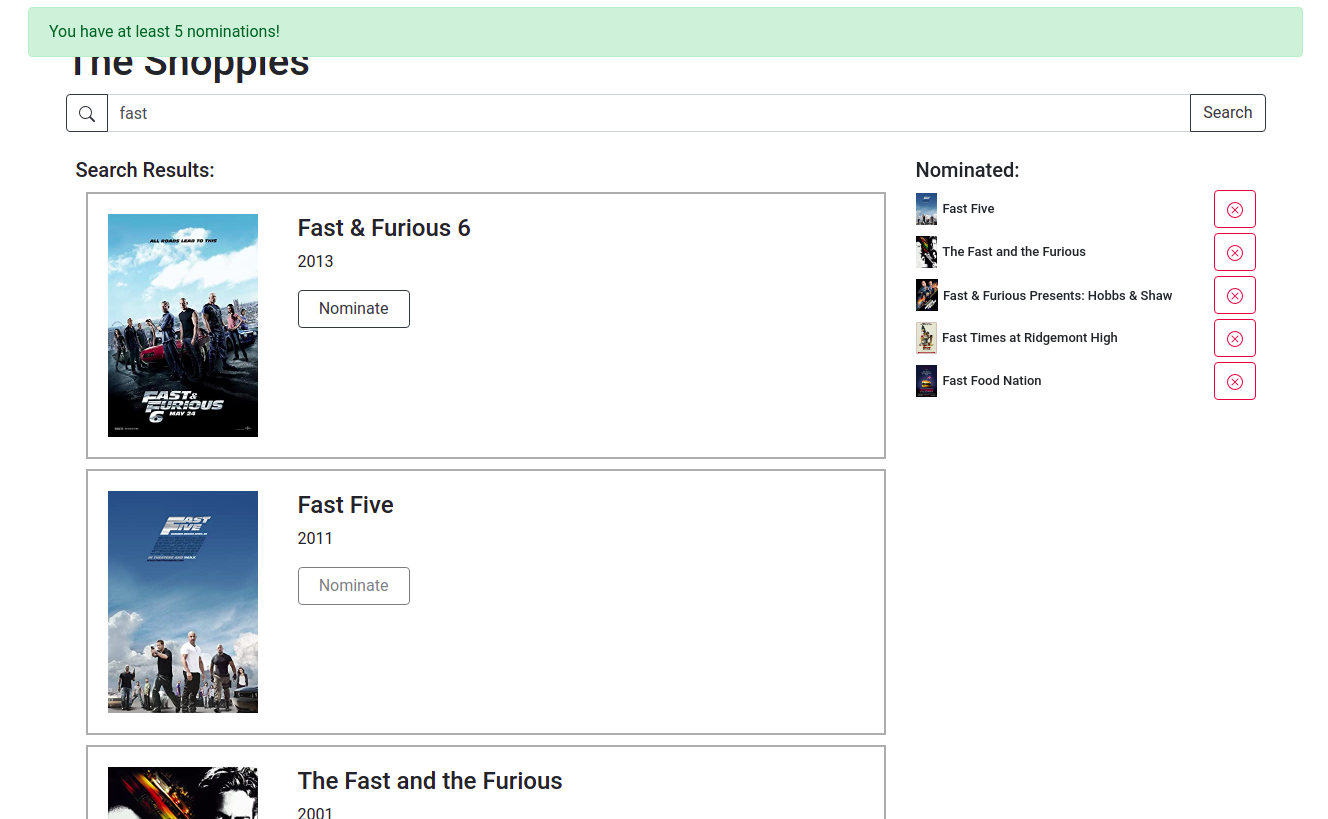 You have at least 5 nominations!
The Shoppies
fast
Search
Search Results:
Fast & Furious 6
2013
Nominate
ALL ROADS LEAD TO THIS
FAST &
FURIOUS
6 MAY 24
Fast Five
2011
Nominate
FAST
FIVE
The Fast and the Furious
2001
Nominated:
Fast Five
The Fast and the Furious
Fast & Furious Presents: Hobbs & Shaw
Fast Times at Ridgemont High
Fast Food Nation